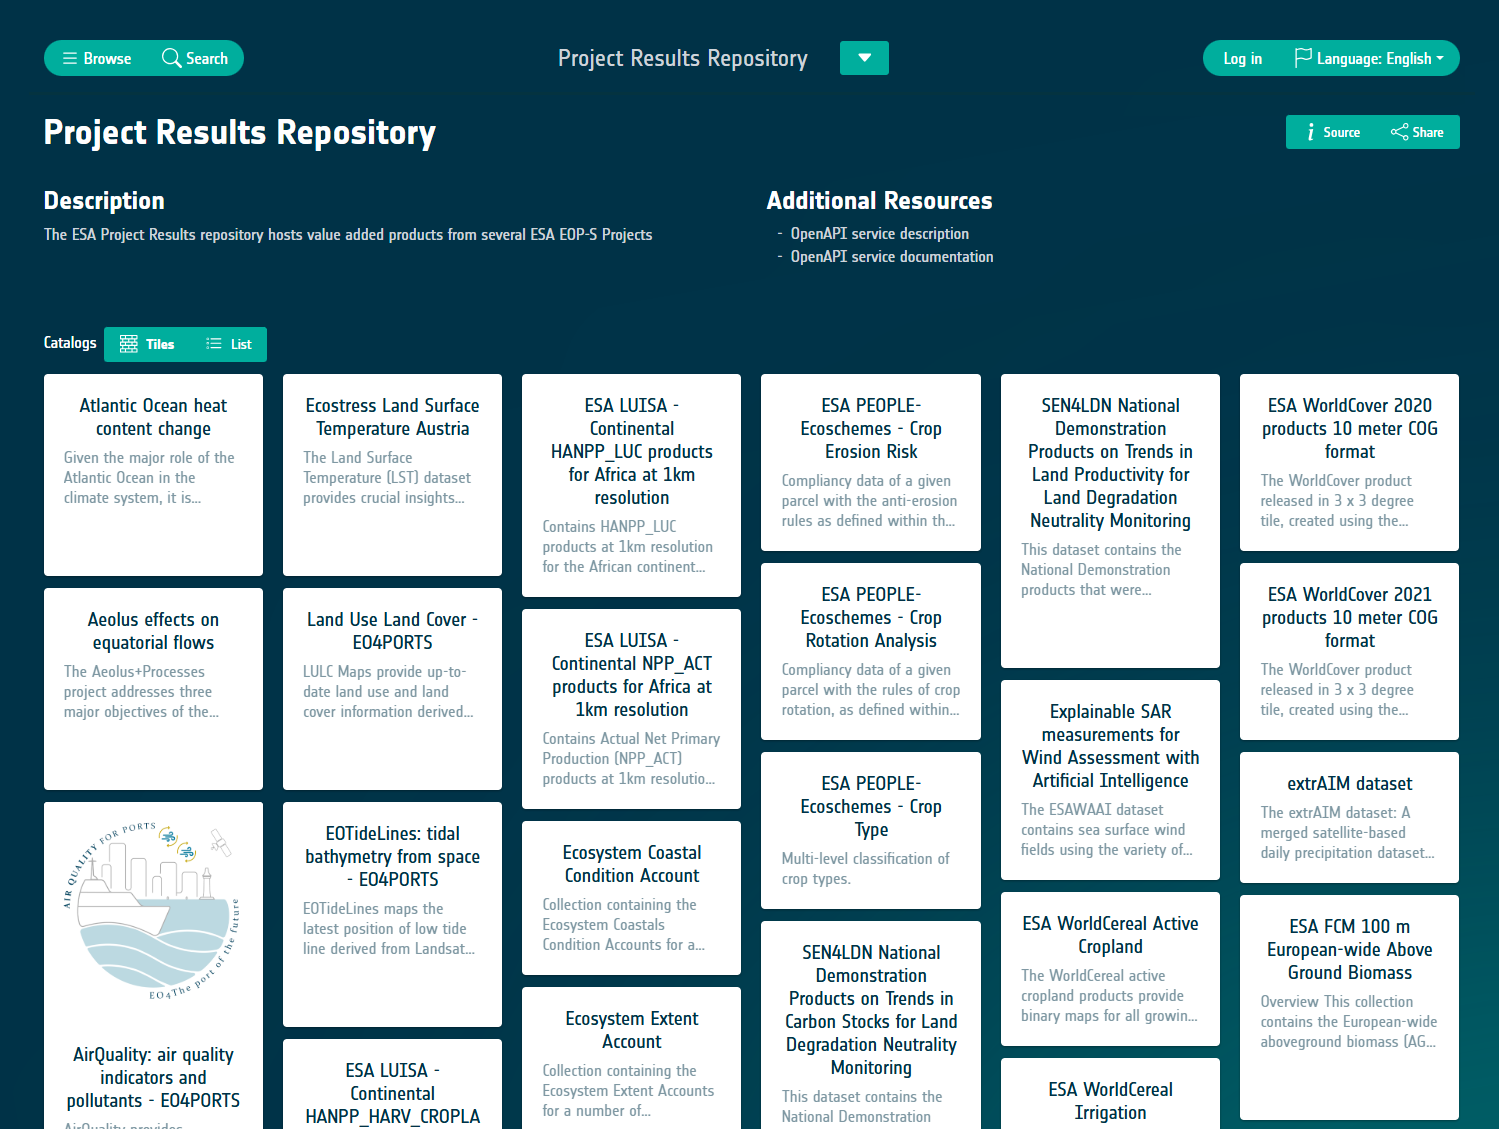 Browse
Search
Project Results Repository
Log in
Language: English
Project Results Repository
Source
Share
Description
The ESA Project Results repository hosts value added products from several ESA EOP-S Projects
Additional Resources
- OpenAPI service description
- OpenAPI service documentation
Catalogs
Tiles
List
Atlantic Ocean heat
content change
Given the major role of the
Atlantic Ocean in the
climate system, it is...
Aeolus effects on
equatorial flows
The Aeolus+Processes
project addresses three
major objectives of the...
AIR QUALITY FOR PORTS
EO4The port of the future
AirQuality: air quality
indicators and
pollutants - EO4PORTS
AirQuality provides
Ecostress Land Surface
Temperature Austria
The Land Surface
Temperature (LST) dataset
provides crucial insights...
Land Use Land Cover -
EO4PORTS
LULC Maps provide up-to-
date land use and land
cover information derived...
EOTideLines: tidal
bathymetry from space
- EO4PORTS
EOTideLines maps the
latest position of low tide
line derived from Landsat...
ESA LUISA -
Continental
HANPP_HARV_CROPLA
ESA LUISA -
Continental
HANPP_LUC products
for Africa at 1km
resolution
Contains HANPP_LUC
products at 1km resolution
for the African continent...
ESA LUISA -
Continental NPP_ACT
products for Africa at
1km resolution
Contains Actual Net Primary
Production (NPP_ACT)
products at 1km resolutio...
Ecosystem Coastal
Condition Account
Collection containing the
Ecosystem Coastals
Condition Accounts for a...
Ecosystem Extent
Account
Collection containing the
Ecosystem Extent Accounts
for a number of...
ESA PEOPLE-
Ecoschemes - Crop
Erosion Risk
Compliancy data of a given
parcel with the anti-erosion
rules as defined within th...
ESA PEOPLE-
Ecoschemes - Crop
Rotation Analysis
Compliancy data of a given
parcel with the rules of crop
rotation, as defined within...
ESA PEOPLE-
Ecoschemes - Crop
Type
Multi-level classification of
crop types.
SEN4LDN National
Demonstration
Products on Trends in
Carbon Stocks for Land
Degradation Neutrality
Monitoring
This dataset contains the
National Demonstration
SEN4LDN National
Demonstration
Products on Trends in
Land Productivity for
Land Degradation
Neutrality Monitoring
This dataset contains the
National Demonstration
products that were...
Explainable SAR
measurements for
Wind Assessment with
Artificial Intelligence
The ESAWAAI dataset
contains sea surface wind
fields using the variety of...
ESA WorldCereal Active
Cropland
The WorldCereal active
cropland products provide
binary maps for all growin...
ESA WorldCereal
Irrigation
ESA WorldCover 2020
products 10 meter COG
format
The WorldCover product
released in 3 x 3 degree
tile, created using the...
ESA WorldCover 2021
products 10 meter COG
format
The WorldCover product
released in 3 x 3 degree
tile, created using the...
extrAIM dataset
The extrAIM dataset: A
merged satellite-based
daily precipitation dataset...
ESA FCM 100 m
European-wide Above
Ground Biomass
Overview This collection
contains the European-wide
aboveground biomass (AG...